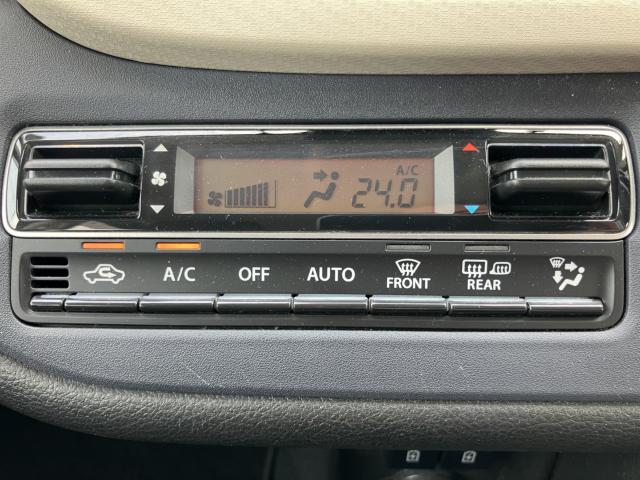 A/C
24.0
A/C OFF AUTO FRONT REAR